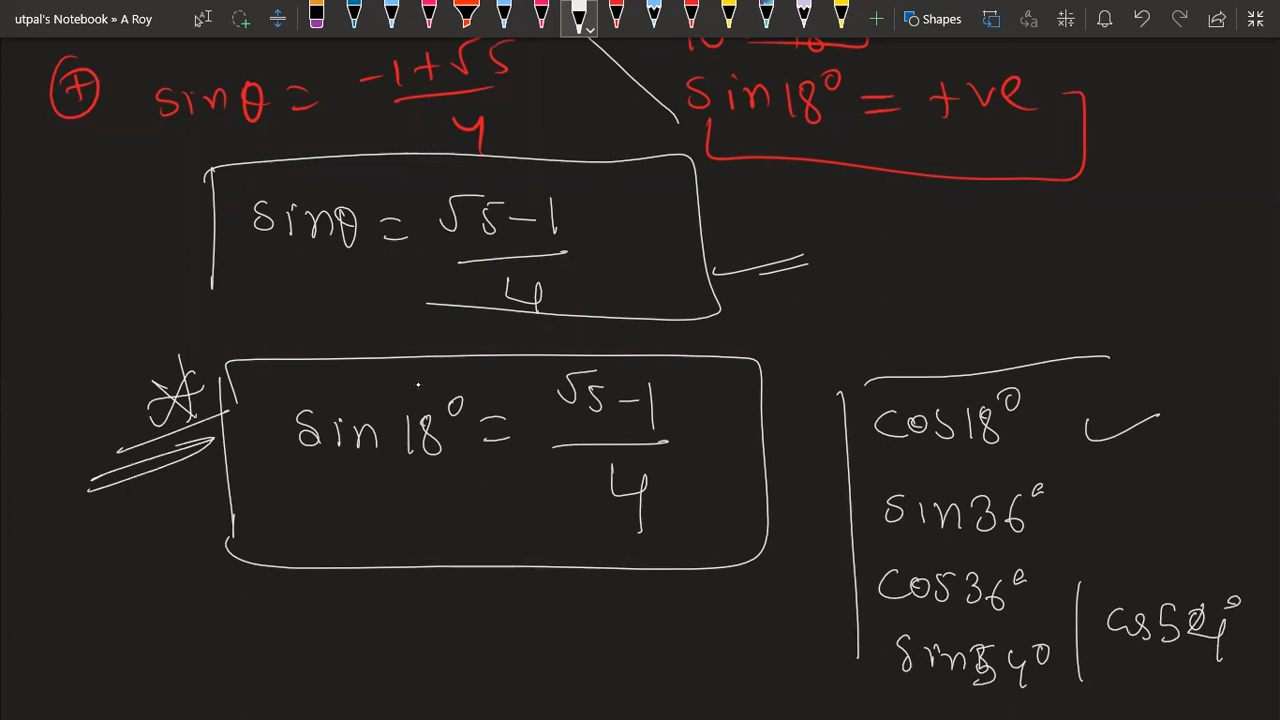 utpal's Notebook » A Roy
Shapes
⊕ sinθ = (-1+√5)/4
sin18° = +ve
sinθ = (√5-1)/4
sin18° = (√5-1)/4
cos18° ✓
sin36°
cos36°
sin54° | cos54°